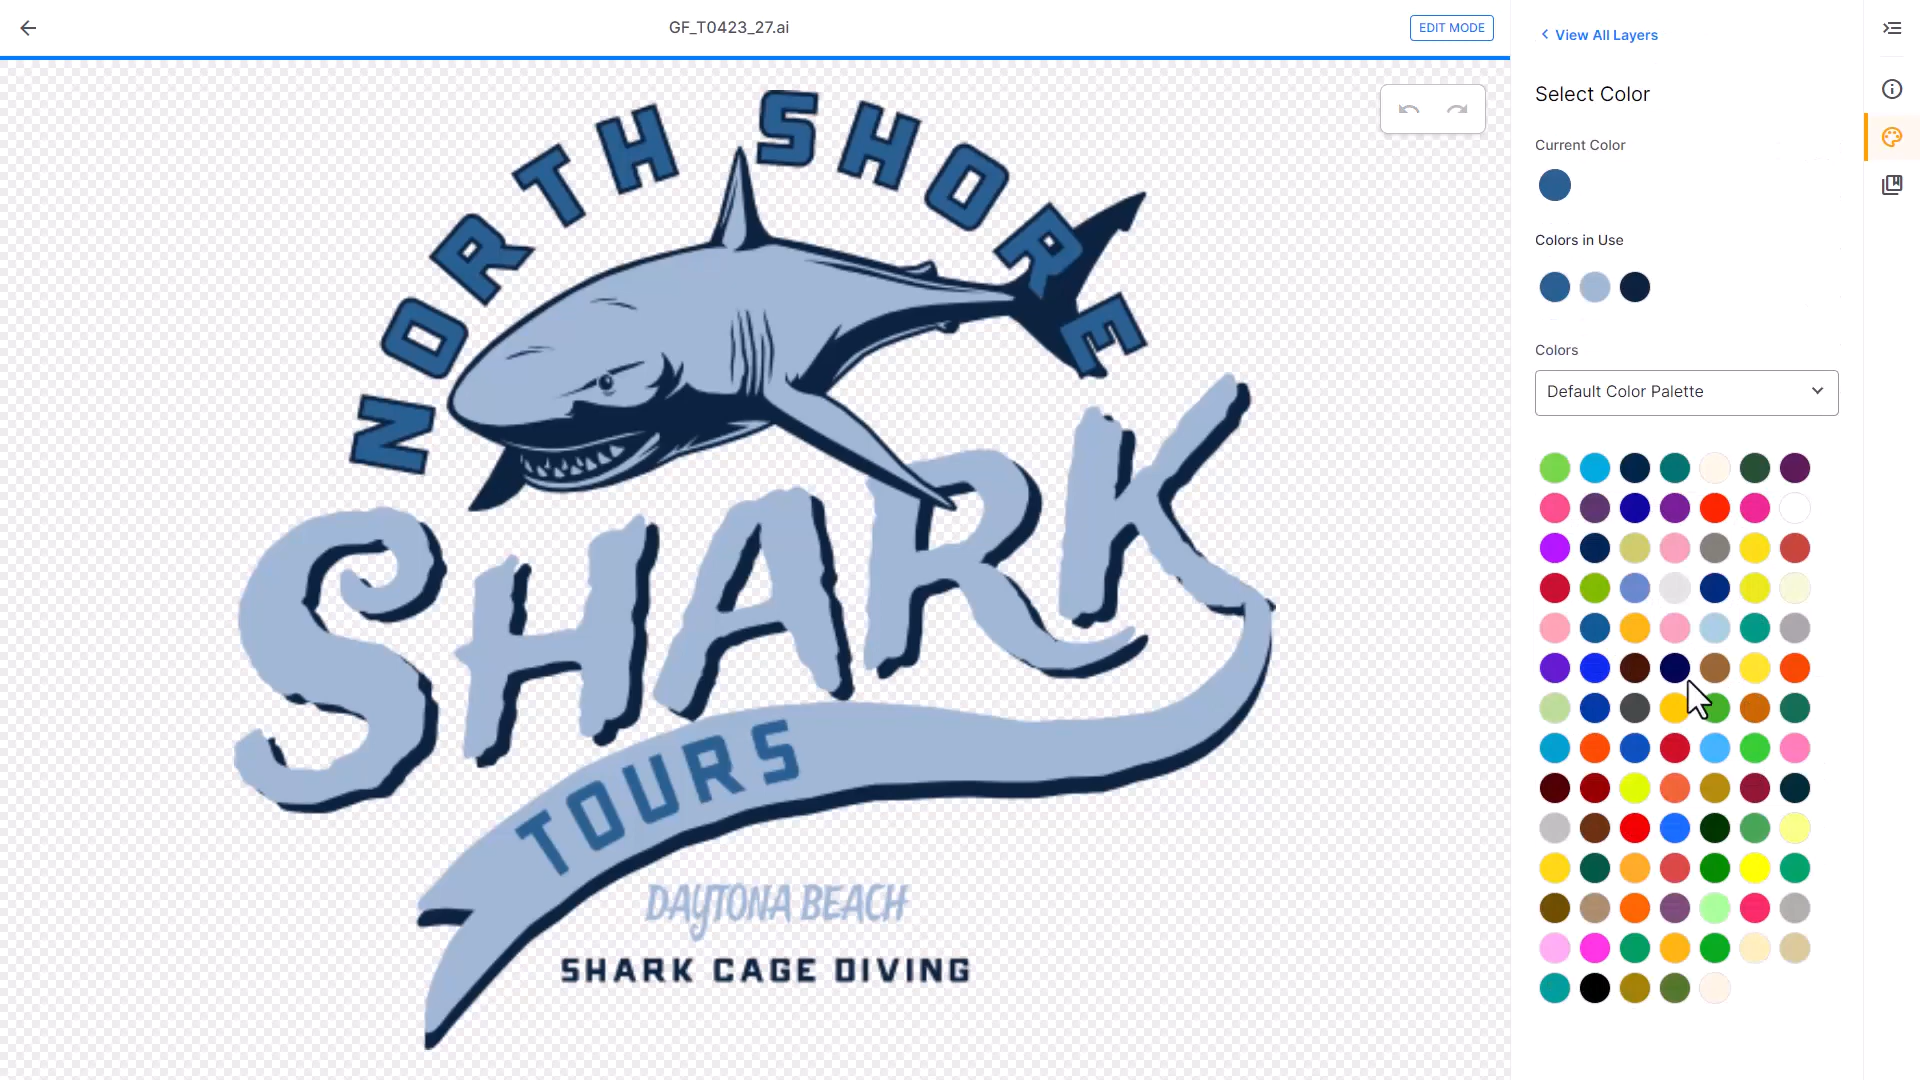 GF_T0423_27.ai
EDIT MODE
View All Layers
Select Color
Current Color
Colors in Use
Colors
Default Color Palette
NORTH SHORE
SHARK
TOURS
DAYTONA BEACH
SHARK CAGE DIVING